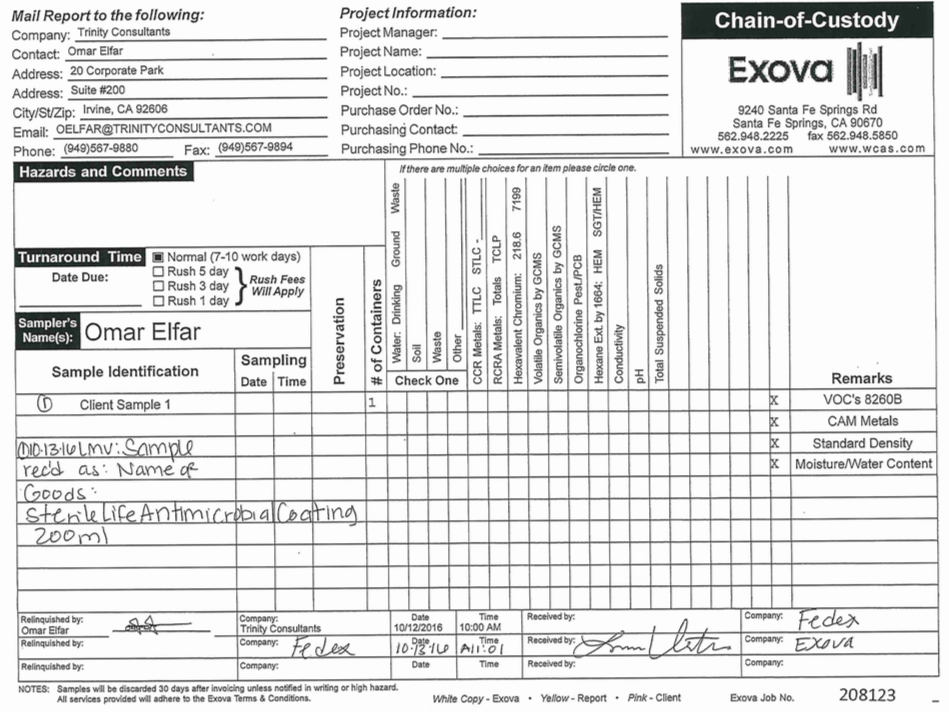 Mail Report to the following:
Company: Trinity Consultants
Contact: Omar Elfar
Address: 20 Corporate Park
Address: Suite #200
City/St/Zip: Irvine, CA 92606
Email: OELFAR@TRINITYCONSULTANTS.COM
Phone: (949)567-9880 Fax: (949)567-9894
Project Information:
Project Manager:
Project Name:
Project Location:
Project No.:
Purchase Order No.:
Purchasing Contact:
Purchasing Phone No.:
Chain-of-Custody
Exova
9240 Santa Fe Springs Rd
Santa Fe Springs, CA 90670
562.948.2225 fax 562.948.5850
www.exova.com www.wcas.com
Hazards and Comments
If there are multiple choices for an item please circle one.
Turnaround Time
Date Due:
Normal (7-10 work days)
Rush 5 day
Rush 3 day
Rush 1 day
Rush Fees
Will Apply
Sampler's
Name(s): Omar Elfar
Sample Identification
Sampling
Date Time
Preservation
# of Containers
Water: Drinking Ground Waste
Soil
Waste
Other
Check One
CCR Metals: TTLC STLC -
RCRA Metals: Totals TCLP
Hexavalent Chromium: 218.6 7199
Volatile Organics by GCMS
Semivolatile Organics by GCMS
Organochlorine Pest./PCB
Hexane Ext. by 1664: HEM SGT/HEM
Conductivity
pH
Total Suspended Solids
Remarks
① Client Sample 1 1 X VOC's 8260B
X CAM Metals
①10-13-16 LMV: Sample X Standard Density
rec'd as: Name of X Moisture/Water Content
Goods:
SterileLife Antimicrobial Coating
200ml
Relinquished by: Omar Elfar
Company: Trinity Consultants
Date 10/12/2016
Time 10:00 AM
Received by:
Company: Fedex
Relinquished by:
Company: Fedex
Date 10-13-16
Time A11:01
Received by:
Company: Exova
Relinquished by:
Company:
Date
Time
Received by:
Company:
NOTES: Samples will be discarded 30 days after invoicing unless notified in writing or high hazard.
All services provided will adhere to the Exova Terms & Conditions.
White Copy - Exova • Yellow - Report • Pink - Client
Exova Job No. 208123